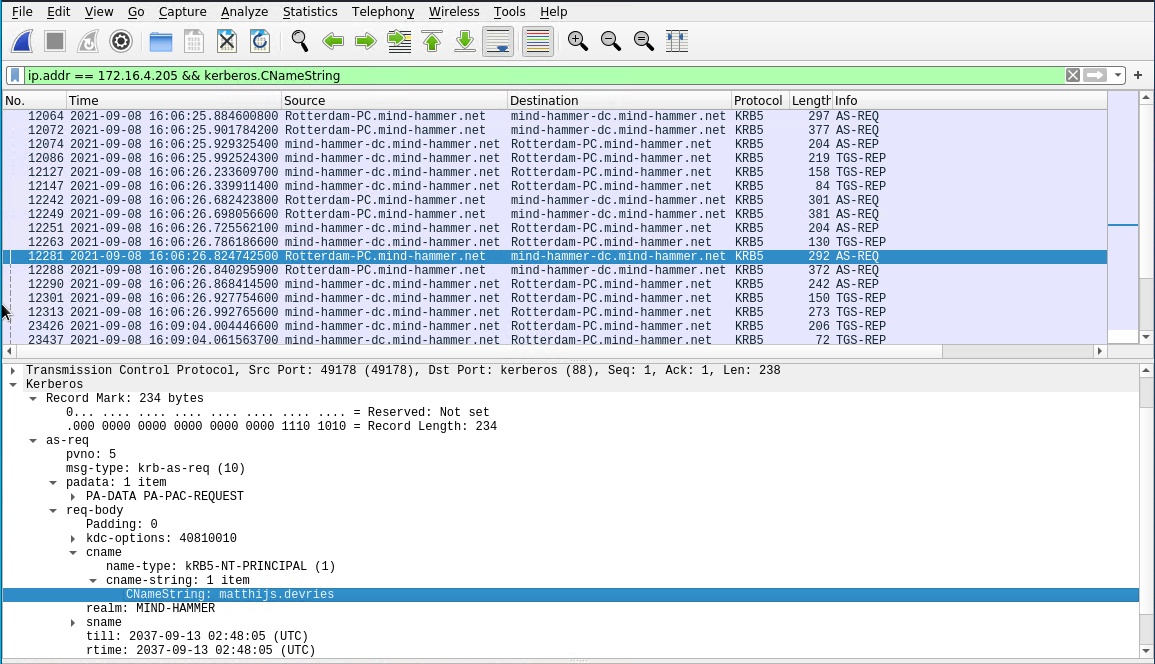 File Edit View Go Capture Analyze Statistics Telephony Wireless Tools Help
ip.addr == 172.16.4.205 && kerberos.CNameString
No. Time Source Destination Protocol Length Info
12064 2021-09-08 16:06:25.884600800 Rotterdam-PC.mind-hammer.net mind-hammer-dc.mind-hammer.net KRB5 297 AS-REQ
12072 2021-09-08 16:06:25.901784200 Rotterdam-PC.mind-hammer.net mind-hammer-dc.mind-hammer.net KRB5 377 AS-REQ
12074 2021-09-08 16:06:25.929325400 mind-hammer-dc.mind-hammer.net Rotterdam-PC.mind-hammer.net KRB5 204 AS-REP
12086 2021-09-08 16:06:25.992524300 mind-hammer-dc.mind-hammer.net Rotterdam-PC.mind-hammer.net KRB5 219 TGS-REP
12127 2021-09-08 16:06:26.233609700 mind-hammer-dc.mind-hammer.net Rotterdam-PC.mind-hammer.net KRB5 158 TGS-REP
12147 2021-09-08 16:06:26.339911400 mind-hammer-dc.mind-hammer.net Rotterdam-PC.mind-hammer.net KRB5 84 TGS-REP
12242 2021-09-08 16:06:26.682423800 Rotterdam-PC.mind-hammer.net mind-hammer-dc.mind-hammer.net KRB5 301 AS-REQ
12249 2021-09-08 16:06:26.698056600 Rotterdam-PC.mind-hammer.net mind-hammer-dc.mind-hammer.net KRB5 381 AS-REQ
12251 2021-09-08 16:06:26.725562100 mind-hammer-dc.mind-hammer.net Rotterdam-PC.mind-hammer.net KRB5 204 AS-REP
12263 2021-09-08 16:06:26.786186600 mind-hammer-dc.mind-hammer.net Rotterdam-PC.mind-hammer.net KRB5 130 TGS-REP
12281 2021-09-08 16:06:26.824742500 Rotterdam-PC.mind-hammer.net mind-hammer-dc.mind-hammer.net KRB5 292 AS-REQ
12288 2021-09-08 16:06:26.840295900 Rotterdam-PC.mind-hammer.net mind-hammer-dc.mind-hammer.net KRB5 372 AS-REQ
12290 2021-09-08 16:06:26.868414500 mind-hammer-dc.mind-hammer.net Rotterdam-PC.mind-hammer.net KRB5 242 AS-REP
12301 2021-09-08 16:06:26.927754600 mind-hammer-dc.mind-hammer.net Rotterdam-PC.mind-hammer.net KRB5 150 TGS-REP
12313 2021-09-08 16:06:26.992765600 mind-hammer-dc.mind-hammer.net Rotterdam-PC.mind-hammer.net KRB5 273 TGS-REP
23426 2021-09-08 16:09:04.004446600 mind-hammer-dc.mind-hammer.net Rotterdam-PC.mind-hammer.net KRB5 206 TGS-REP
23437 2021-09-08 16:09:04.061563700 mind-hammer-dc.mind-hammer.net Rotterdam-PC.mind-hammer.net KRB5 72 TGS-REP
Transmission Control Protocol, Src Port: 49178 (49178), Dst Port: kerberos (88), Seq: 1, Ack: 1, Len: 238
Kerberos
Record Mark: 234 bytes
0... .... .... .... .... .... .... .... = Reserved: Not set
.000 0000 0000 0000 0000 0000 1110 1010 = Record Length: 234
as-req
pvno: 5
msg-type: krb-as-req (10)
padata: 1 item
PA-DATA PA-PAC-REQUEST
req-body
Padding: 0
kdc-options: 40810010
cname
name-type: kRB5-NT-PRINCIPAL (1)
cname-string: 1 item
CNameString: matthijs.devries
realm: MIND-HAMMER
sname
till: 2037-09-13 02:48:05 (UTC)
rtime: 2037-09-13 02:48:05 (UTC)